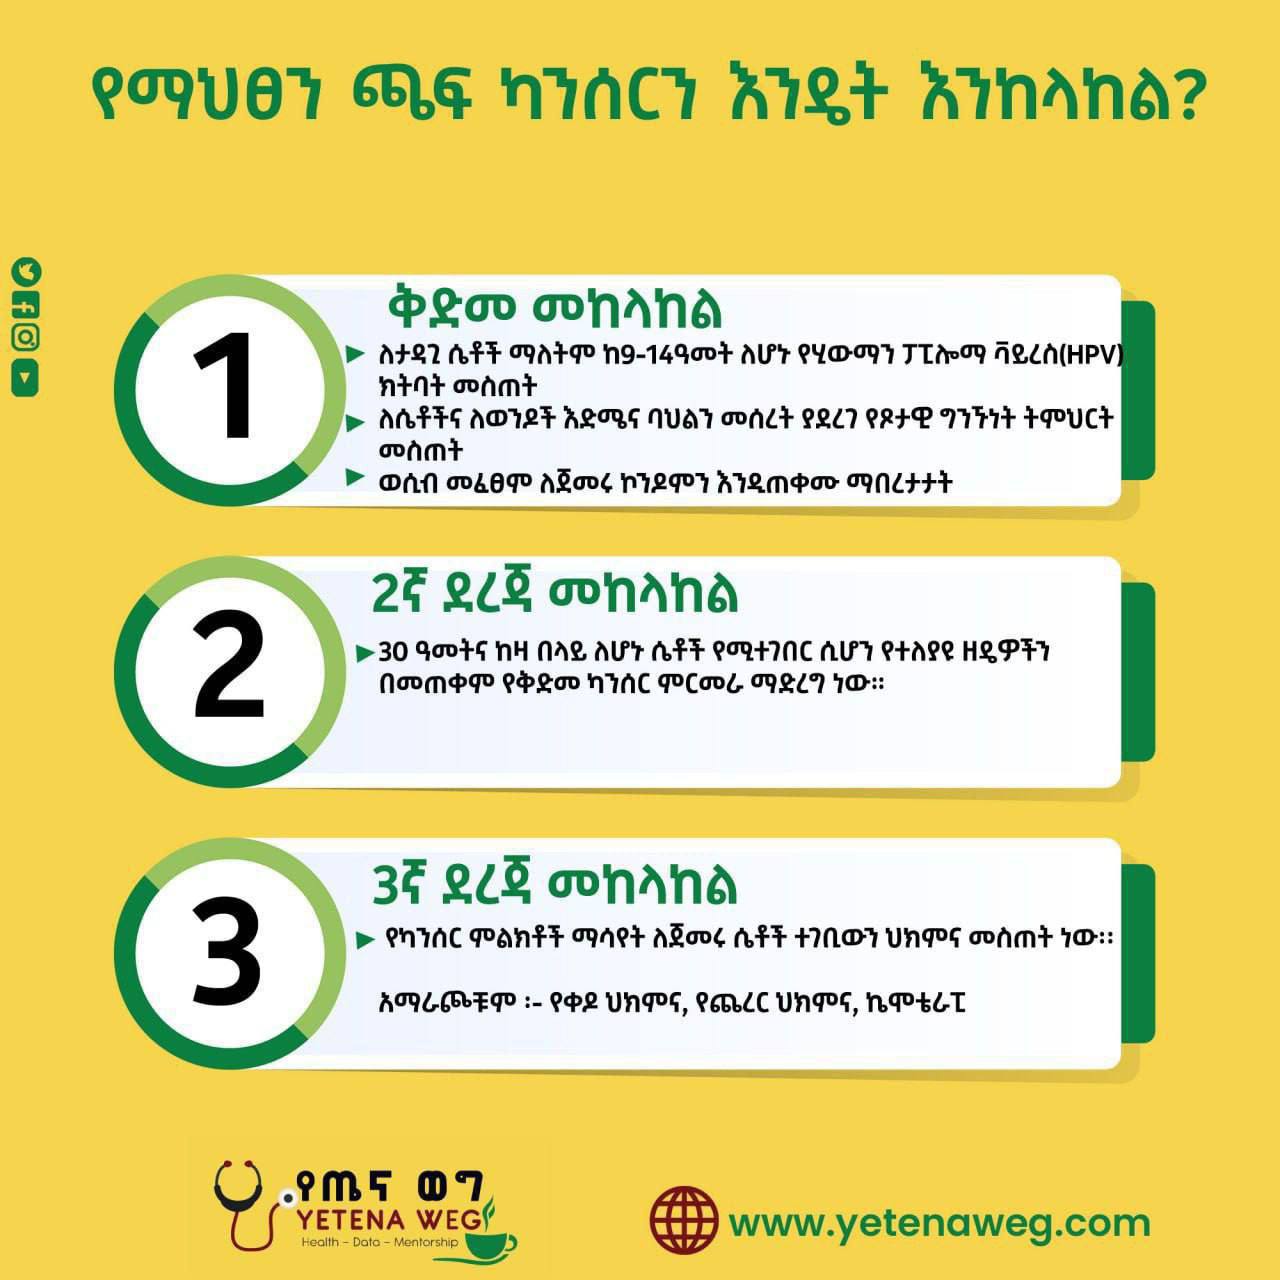 የማህፀን ጫፍ ካንሰርን እንዴት እንከላከል?
1
ቅድመ መከላከል
ለታዳጊ ሴቶች ማለትም ከ9-14ዓመት ለሆኑ የሂውማን ፓፒሎማ ቫይረስ(HPV)
ክትባት መስጠት
ለሴቶችና ለወንዶች እድሜና ባህልን መሰረት ያደረገ የጾታዊ ግንኙነት ትምህርት
መስጠት
ወሲብ መፈፀም ለጀመሩ ኮንዶምን እንዲጠቀሙ ማበረታታት
2
2ኛ ደረጃ መከላከል
30 ዓመትና ከዛ በላይ ለሆኑ ሴቶች የሚተገበር ሲሆን የተለያዩ ዘዴዎችን
በመጠቀም የቅድመ ካንሰር ምርመራ ማድረግ ነው።
3
3ኛ ደረጃ መከላከል
የካንሰር ምልክቶች ማሳየት ለጀመሩ ሴቶች ተገቢውን ህክምና መስጠት ነው።
አማራጮቹም ፡- የቀዶ ህክምና, የጨረር ህክምና, ኬሞቴራፒ
የጤና ወግ
YETENA WEG
Health - Data - Mentorship
www.yetenaweg.com